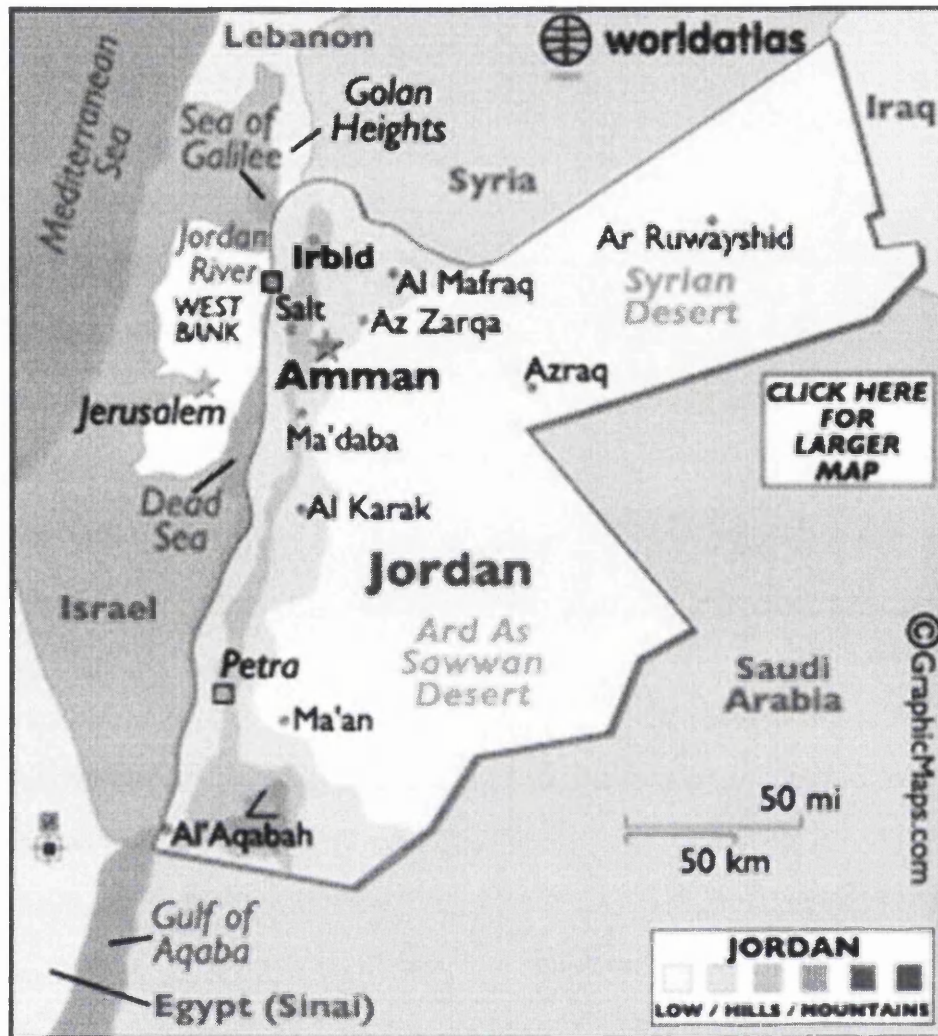 Lebanon
worldatlas
Mediterranean
Sea
Golan
Heights
Iraq
Sea of
Galilee
Syria
Jordan
River
Irbid
Ar Ruwayshid
Al Mafraq
Syrian
Desert
WEST
BANK
Salt
Az Zarqa
Amman
Azraq
Jerusalem
CLICK HERE
FOR
LARGER
MAP
Ma'daba
Dead
Sea
Al Karak
Jordan
Israel
Ard As
Sawwan
Desert
Petra
Saudi
Arabia
Ma'an
©GraphicMaps.com
50 mi
Al'Aqabah
50 km
Gulf of
Aqaba
JORDAN
Egypt (Sinai)
LOW / HILLS / MOUNTAINS